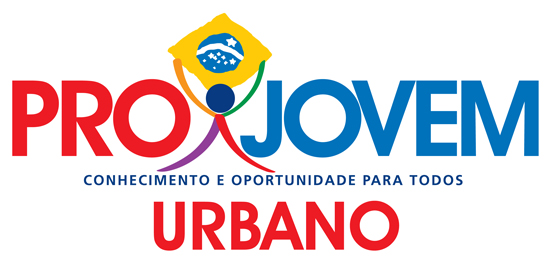 PROJOVEM
CONHECIMENTO E OPORTUNIDADE PARA TODOS
URBANO